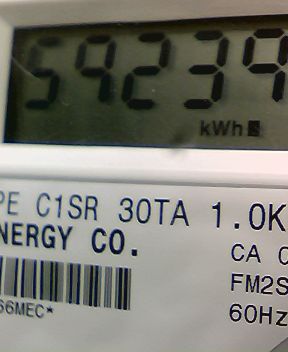 59239
kWh
PE C1SR 30TA 1.0K
NERGY CO.
CA
FM2S
60Hz
66MEC*